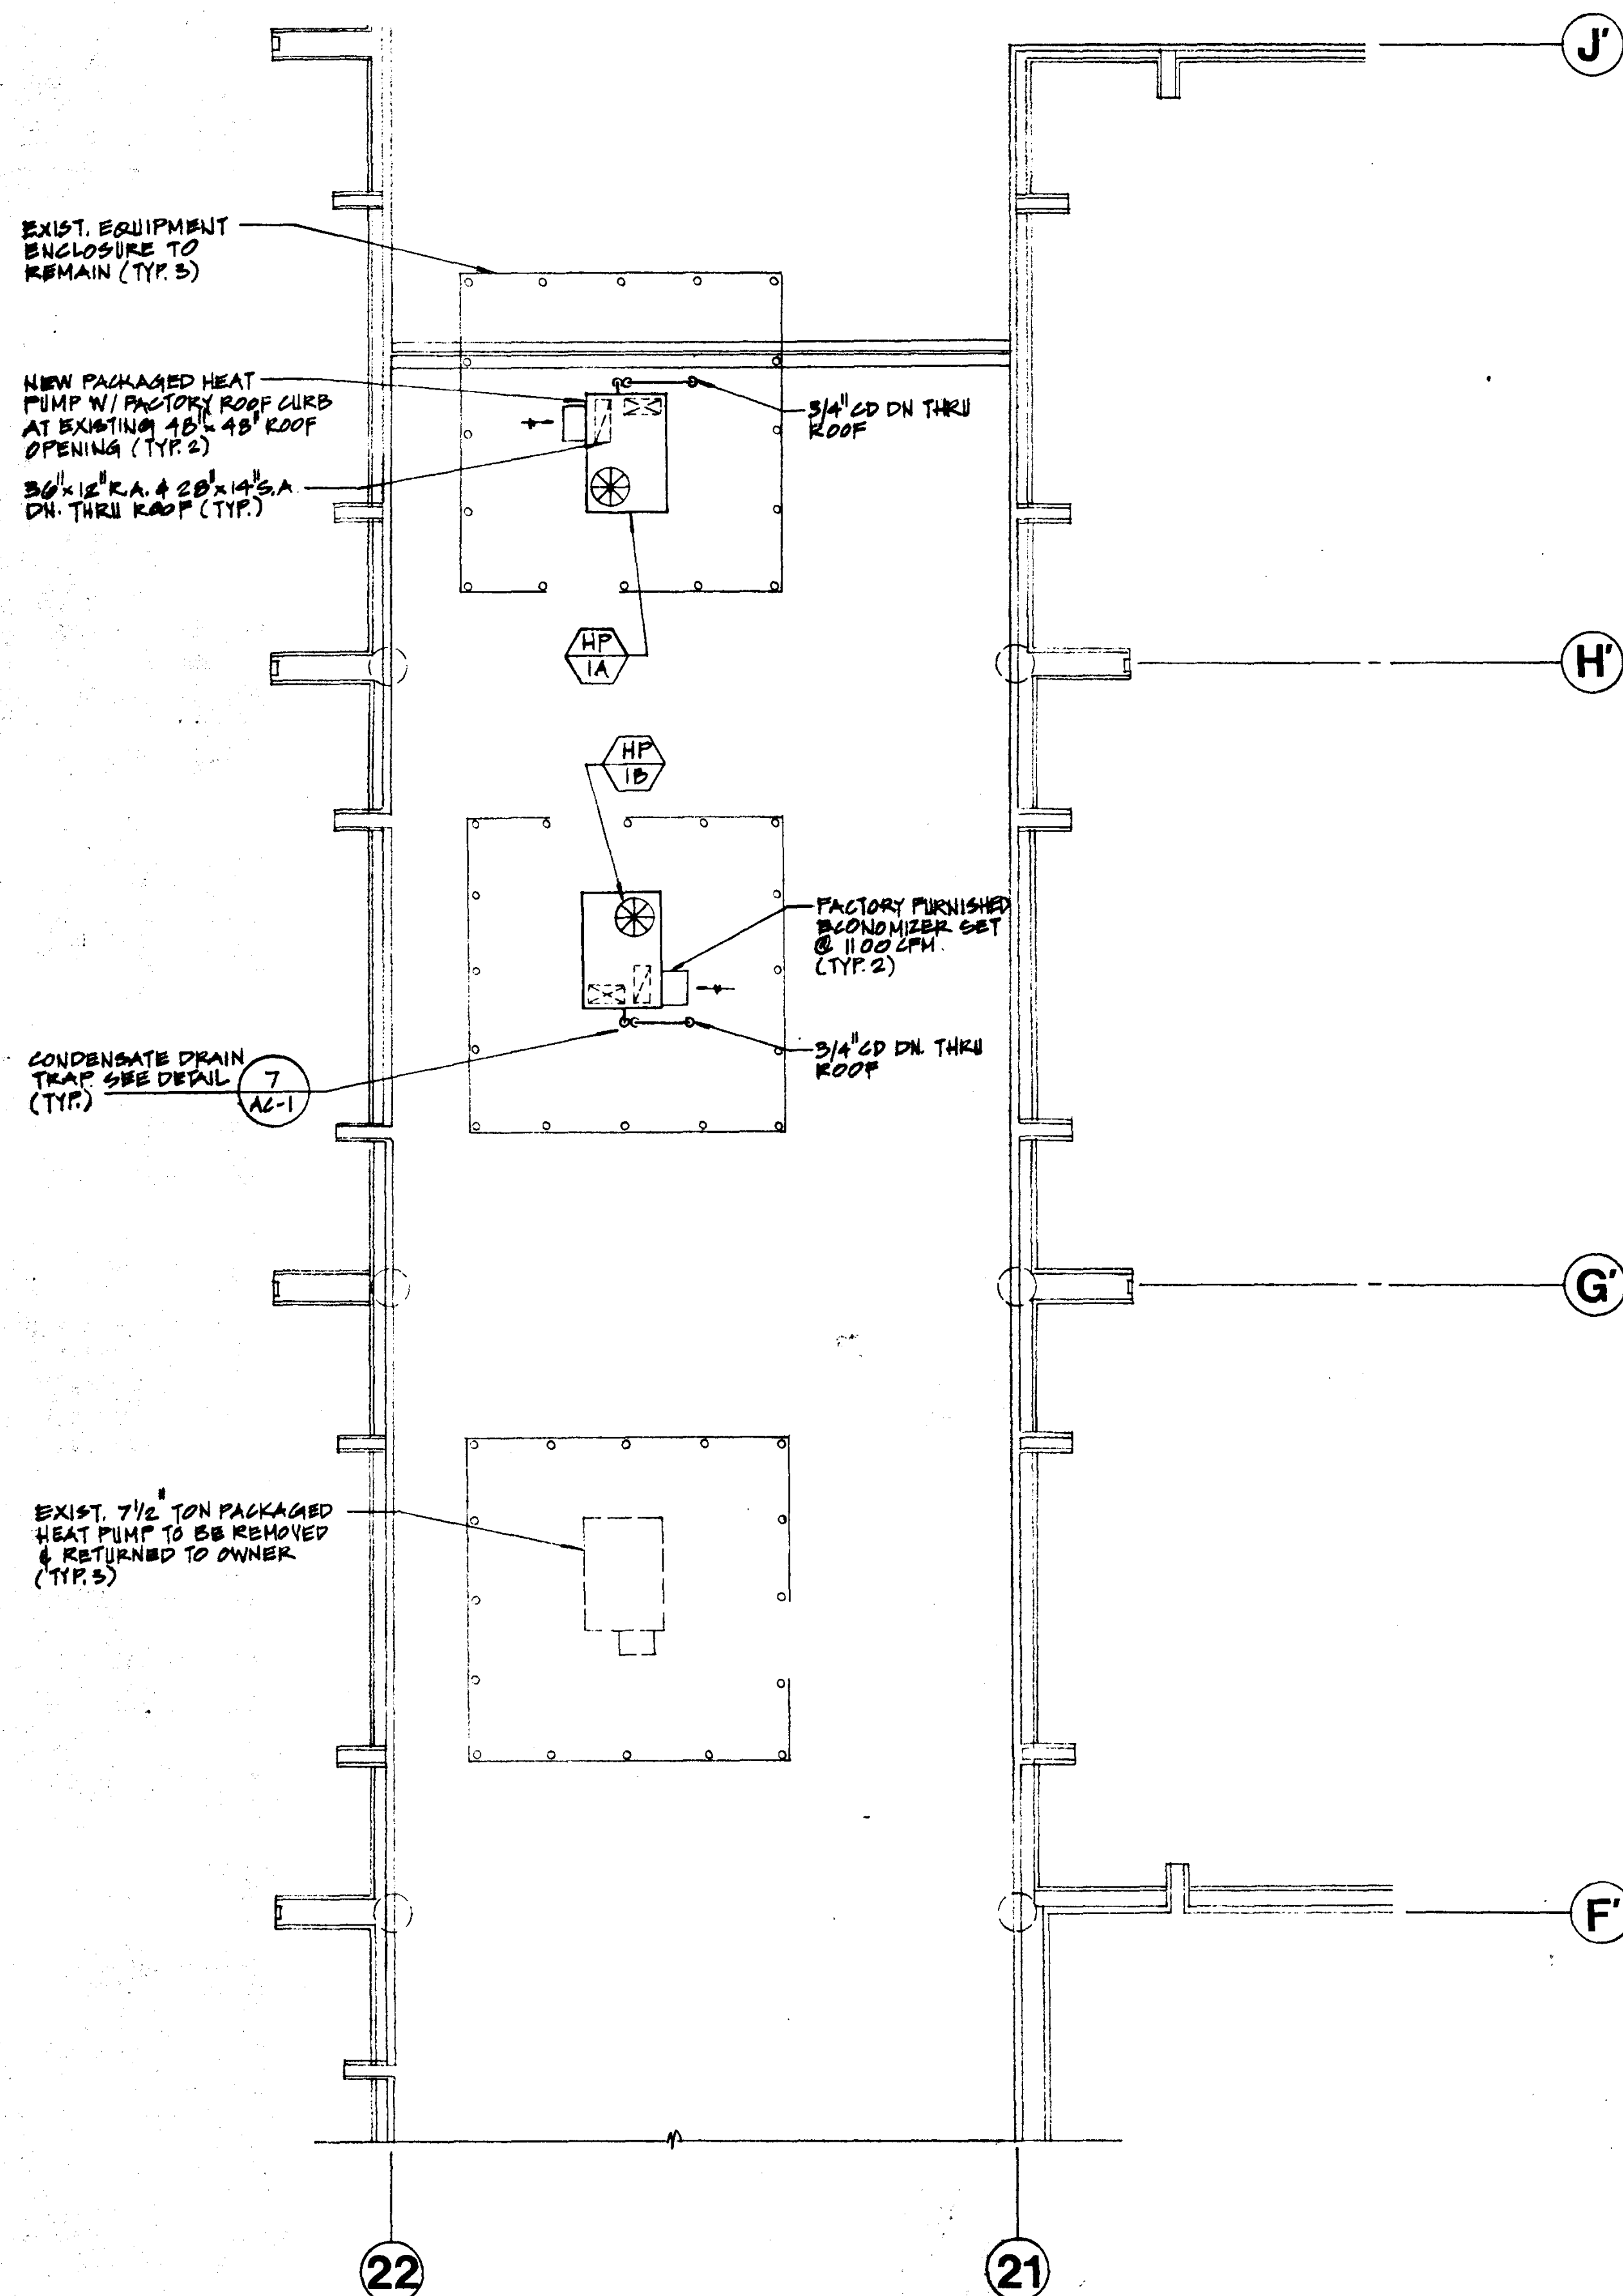 J'
EXIST. EQUIPMENT
ENCLOSURE TO
REMAIN (TYP. 3)
NEW PACKAGED HEAT
PUMP W/ FACTORY ROOF CURB
AT EXISTING 48" x 48" ROOF
OPENING (TYP. 2)
36" x 12" R.A. & 28" x 14" S.A.
DN. THRU ROOF (TYP.)
3/4" CD DN THRU
ROOF
HP
1A
H'
HP
1B
FACTORY FURNISHED
ECONOMIZER SET
@ 1100 CFM.
(TYP. 2)
3/4" CD DN. THRU
ROOF
CONDENSATE DRAIN
TRAP. SEE DETAIL
(TYP.)
7
AC-1
G'
EXIST. 7 1/2" TON PACKAGED
HEAT PUMP TO BE REMOVED
& RETURNED TO OWNER
(TYP. 3)
F'
22
21